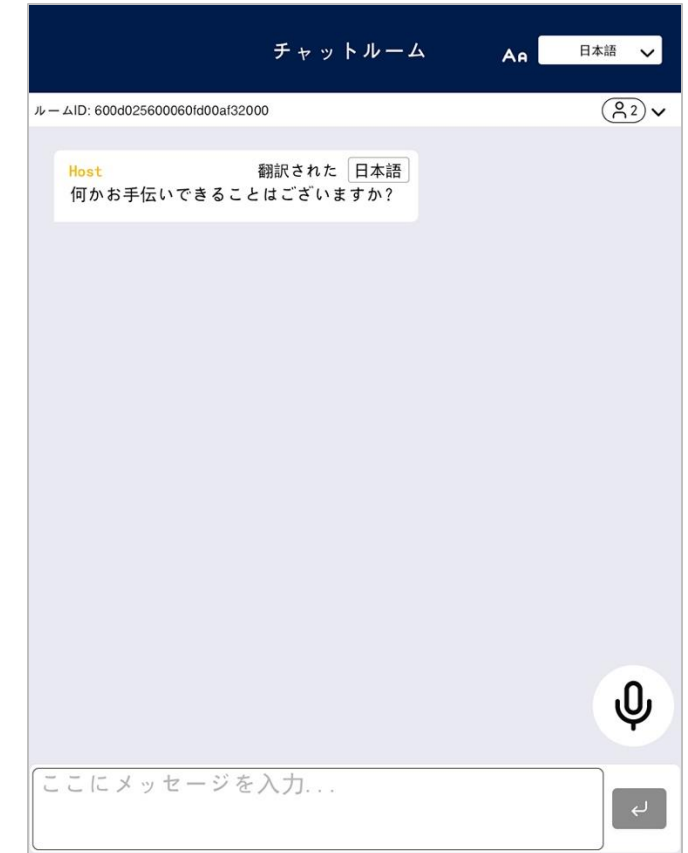 チャットルーム
AA
日本語
ルームID: 600d025600060fd00af32000
2
Host 翻訳された 日本語
何かお手伝いできることはございますか?
ここにメッセージを入力...